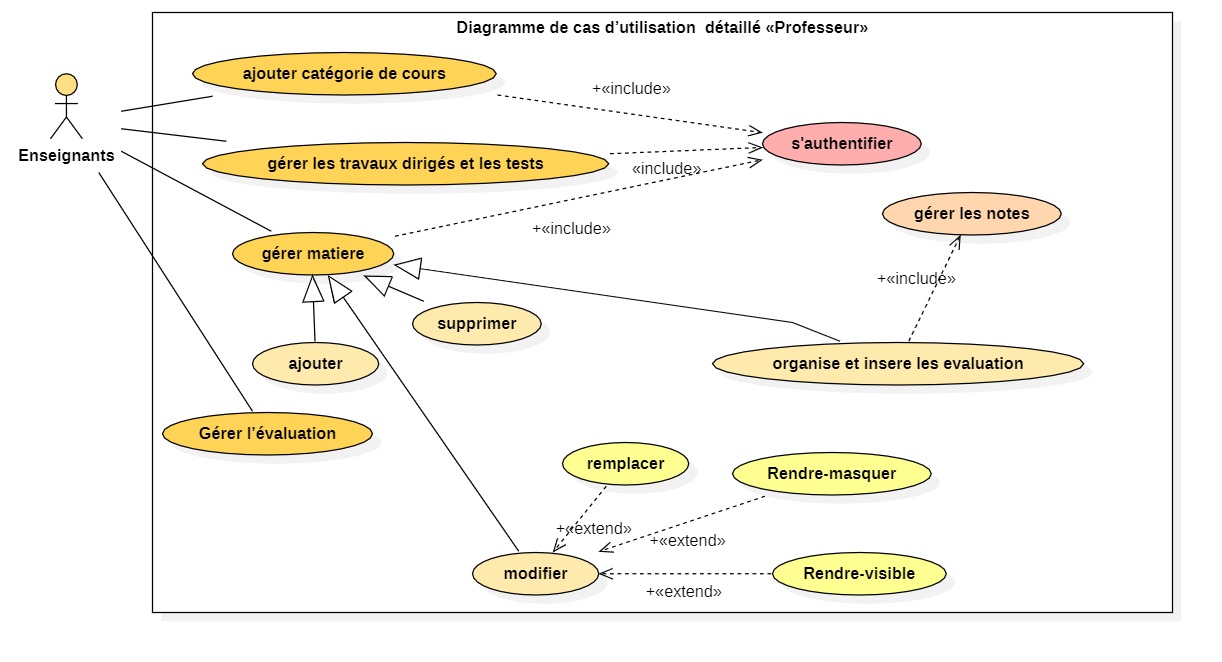 Diagramme de cas d’utilisation  détaillé «Professeur»
ajouter catégorie de cours
+«include»
s'authentifier
Enseignants
gérer les travaux dirigés et les tests
«include»
gérer les notes
+«include»
gérer matiere
+«include»
supprimer
ajouter
organise et insere les evaluation
Gérer l’évaluation
remplacer
Rendre-masquer
+«extend»
+«extend»
modifier
Rendre-visible
+«extend»